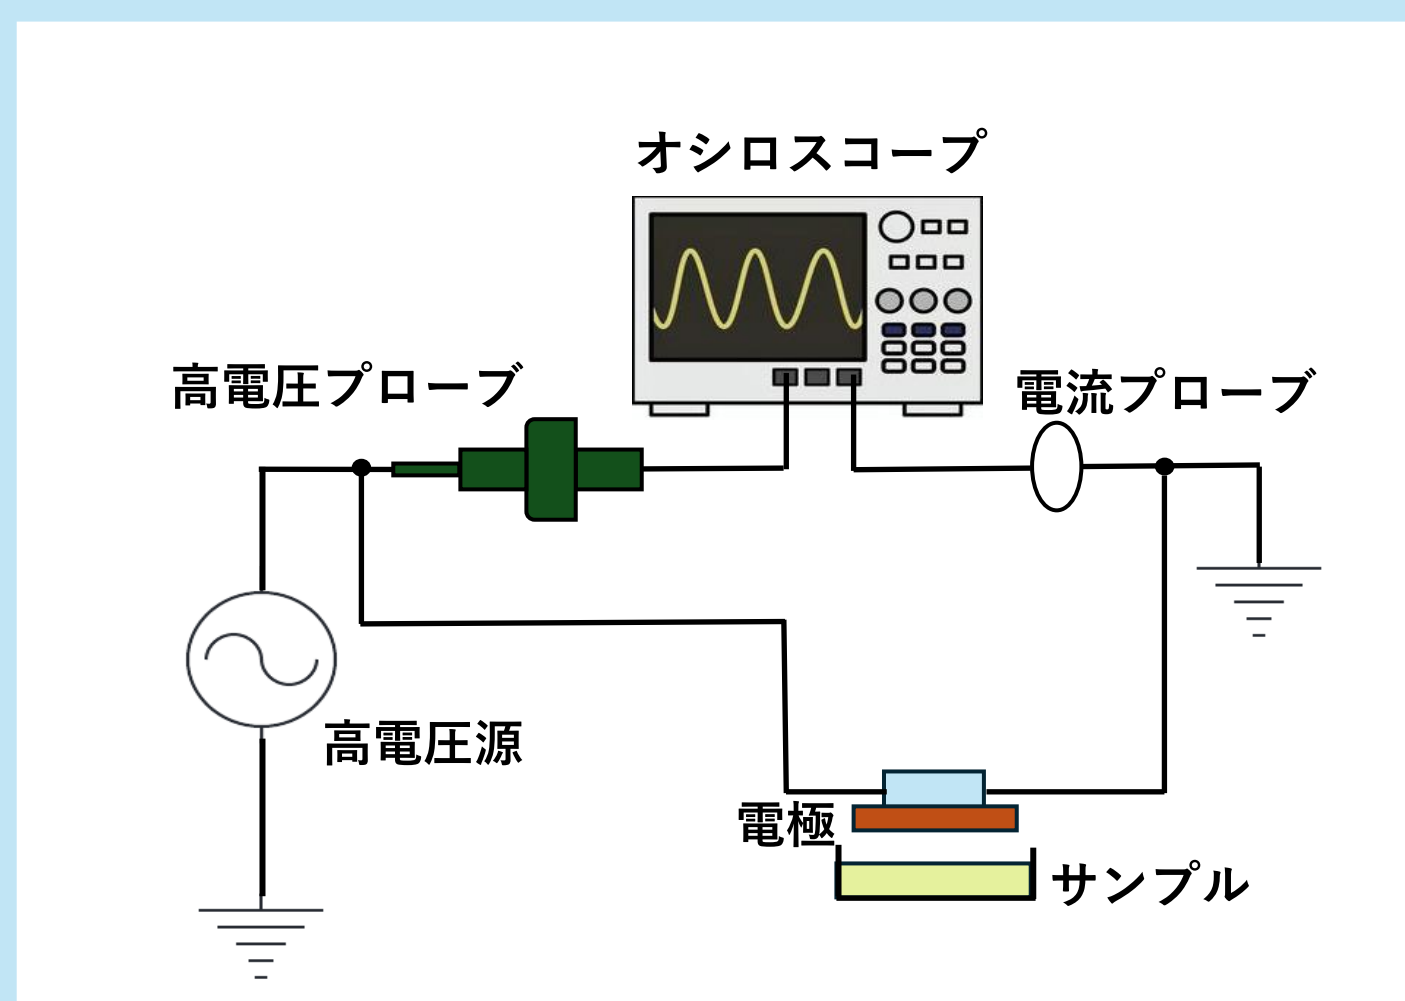 オシロスコープ
高電圧プローブ
電流プローブ
高電圧源
電極
サンプル